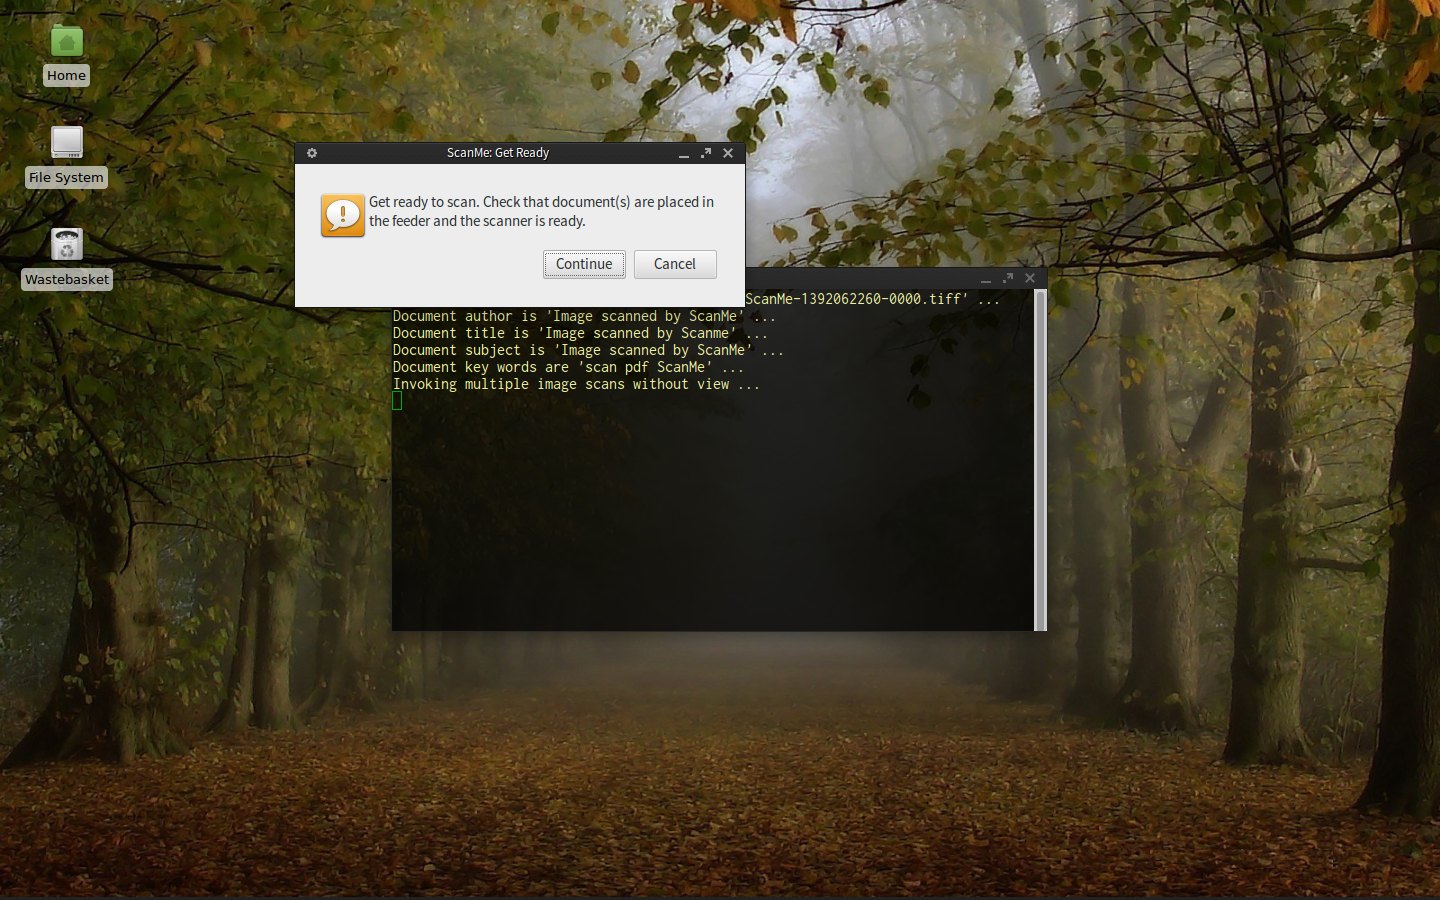 Home
File System
Wastebasket
ScanMe: Get Ready
Get ready to scan. Check that document(s) are placed in
the feeder and the scanner is ready.
Continue
Cancel
ScanMe-1392062260-0000.tiff' ...
Document author is 'Image scanned by ScanMe' ...
Document title is 'Image scanned by Scanme' ...
Document subject is 'Image scanned by ScanMe' ...
Document key words are 'scan pdf ScanMe' ...
Invoking multiple image scans without view ...